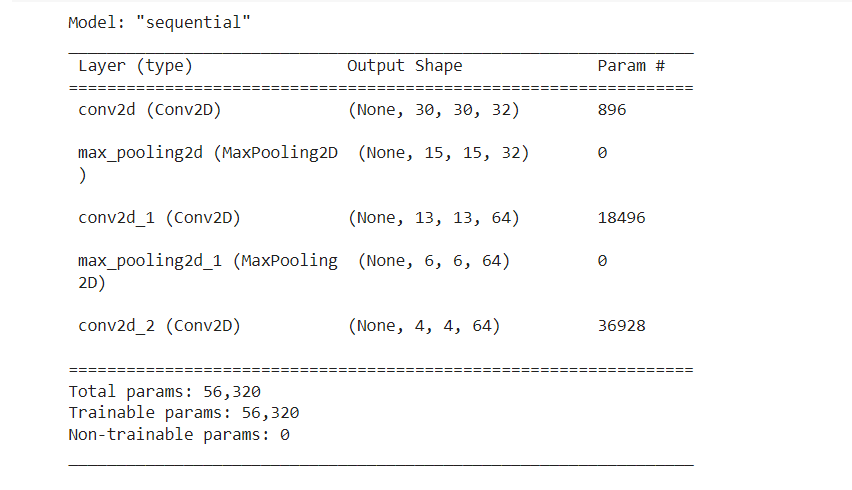 Model: "sequential"
_________________________________________________________________
Layer (type) Output Shape Param #
=================================================================
conv2d (Conv2D) (None, 30, 30, 32) 896
max_pooling2d (MaxPooling2D (None, 15, 15, 32) 0
)
conv2d_1 (Conv2D) (None, 13, 13, 64) 18496
max_pooling2d_1 (MaxPooling (None, 6, 6, 64) 0
2D)
conv2d_2 (Conv2D) (None, 4, 4, 64) 36928
=================================================================
Total params: 56,320
Trainable params: 56,320
Non-trainable params: 0
_________________________________________________________________